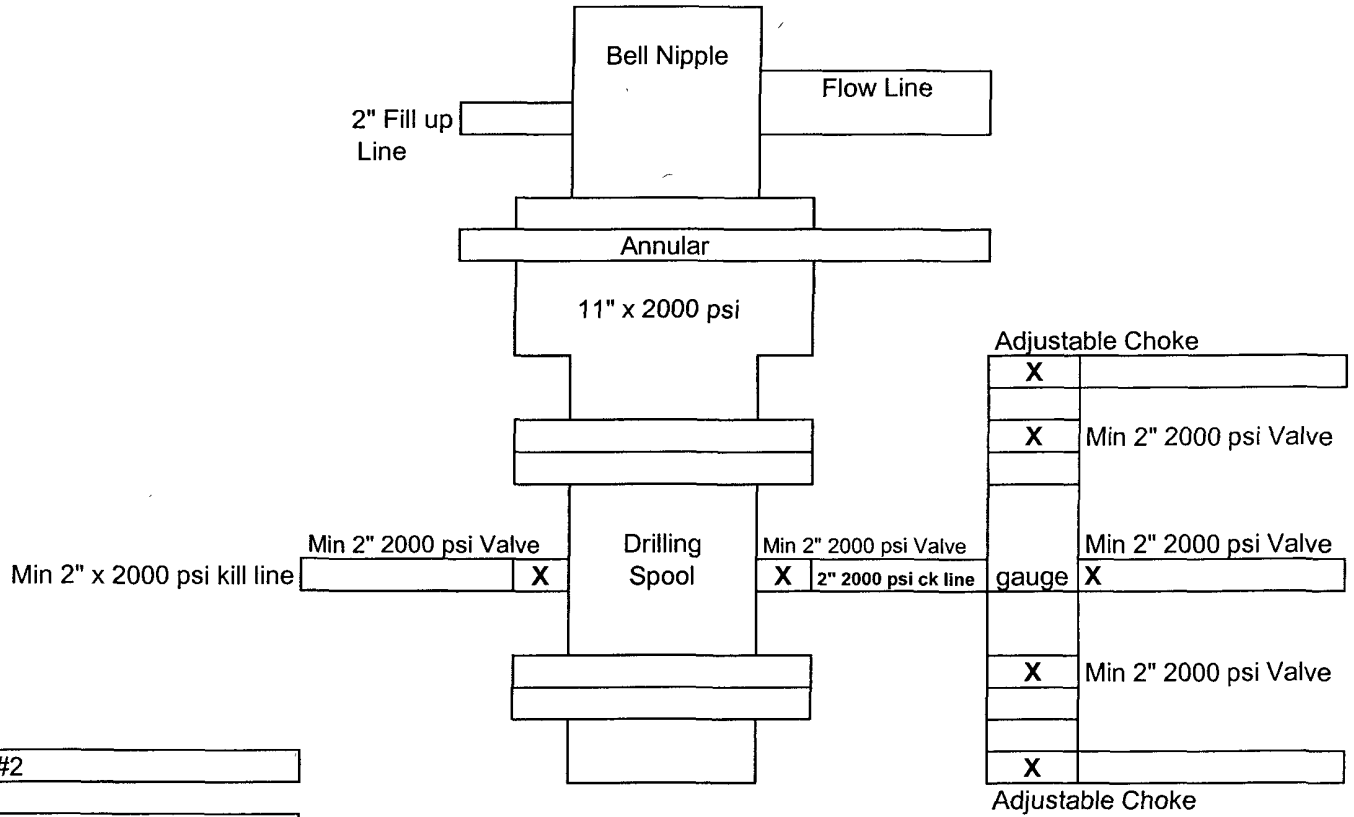 Bell Nipple
Flow Line
2" Fill up
Line
Annular
11" x 2000 psi
Adjustable Choke
X
X Min 2" 2000 psi Valve
Min 2" 2000 psi Valve
Drilling
Spool
Min 2" 2000 psi Valve
Min 2" 2000 psi Valve
Min 2" x 2000 psi kill line
X
X
2" 2000 psi ck line
gauge
X
X Min 2" 2000 psi Valve
#2
X
Adjustable Choke